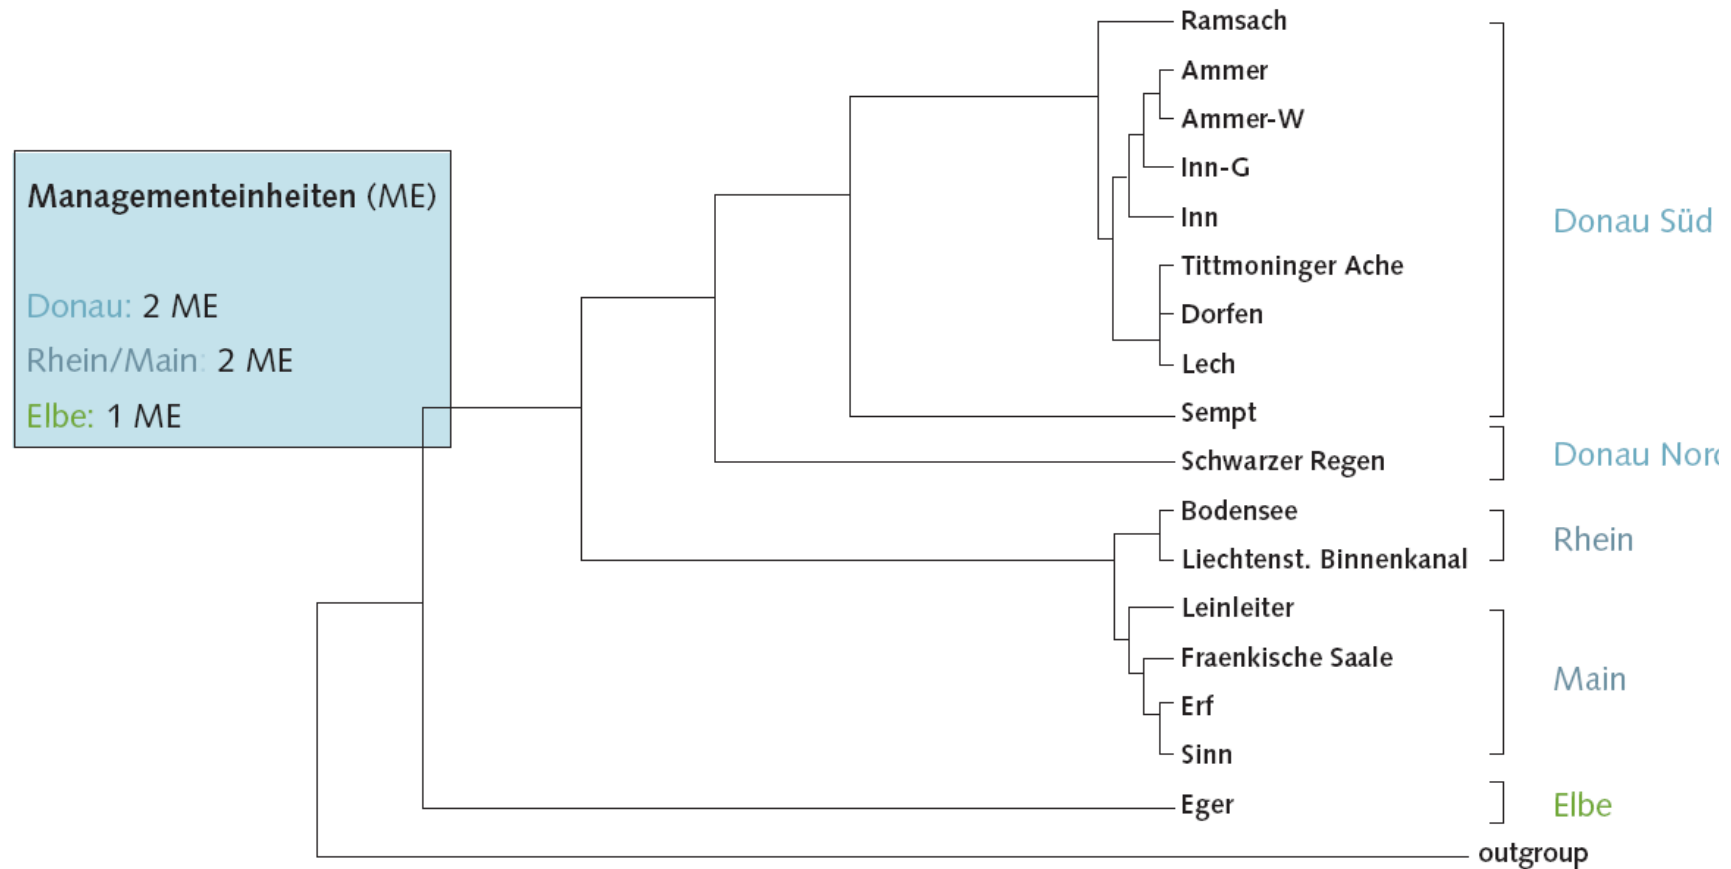 Managementeinheiten (ME)
Donau: 2 ME
Rhein/Main: 2 ME
Elbe: 1 ME
Ramsach
Ammer
Ammer-W
Inn-G
Inn
Tittmoninger Ache
Dorfen
Lech
Sempt
Schwarzer Regen
Bodensee
Liechtenst. Binnenkanal
Leinleiter
Fraenkische Saale
Erf
Sinn
Eger
outgroup
Donau Süd
Donau Nord
Rhein
Main
Elbe